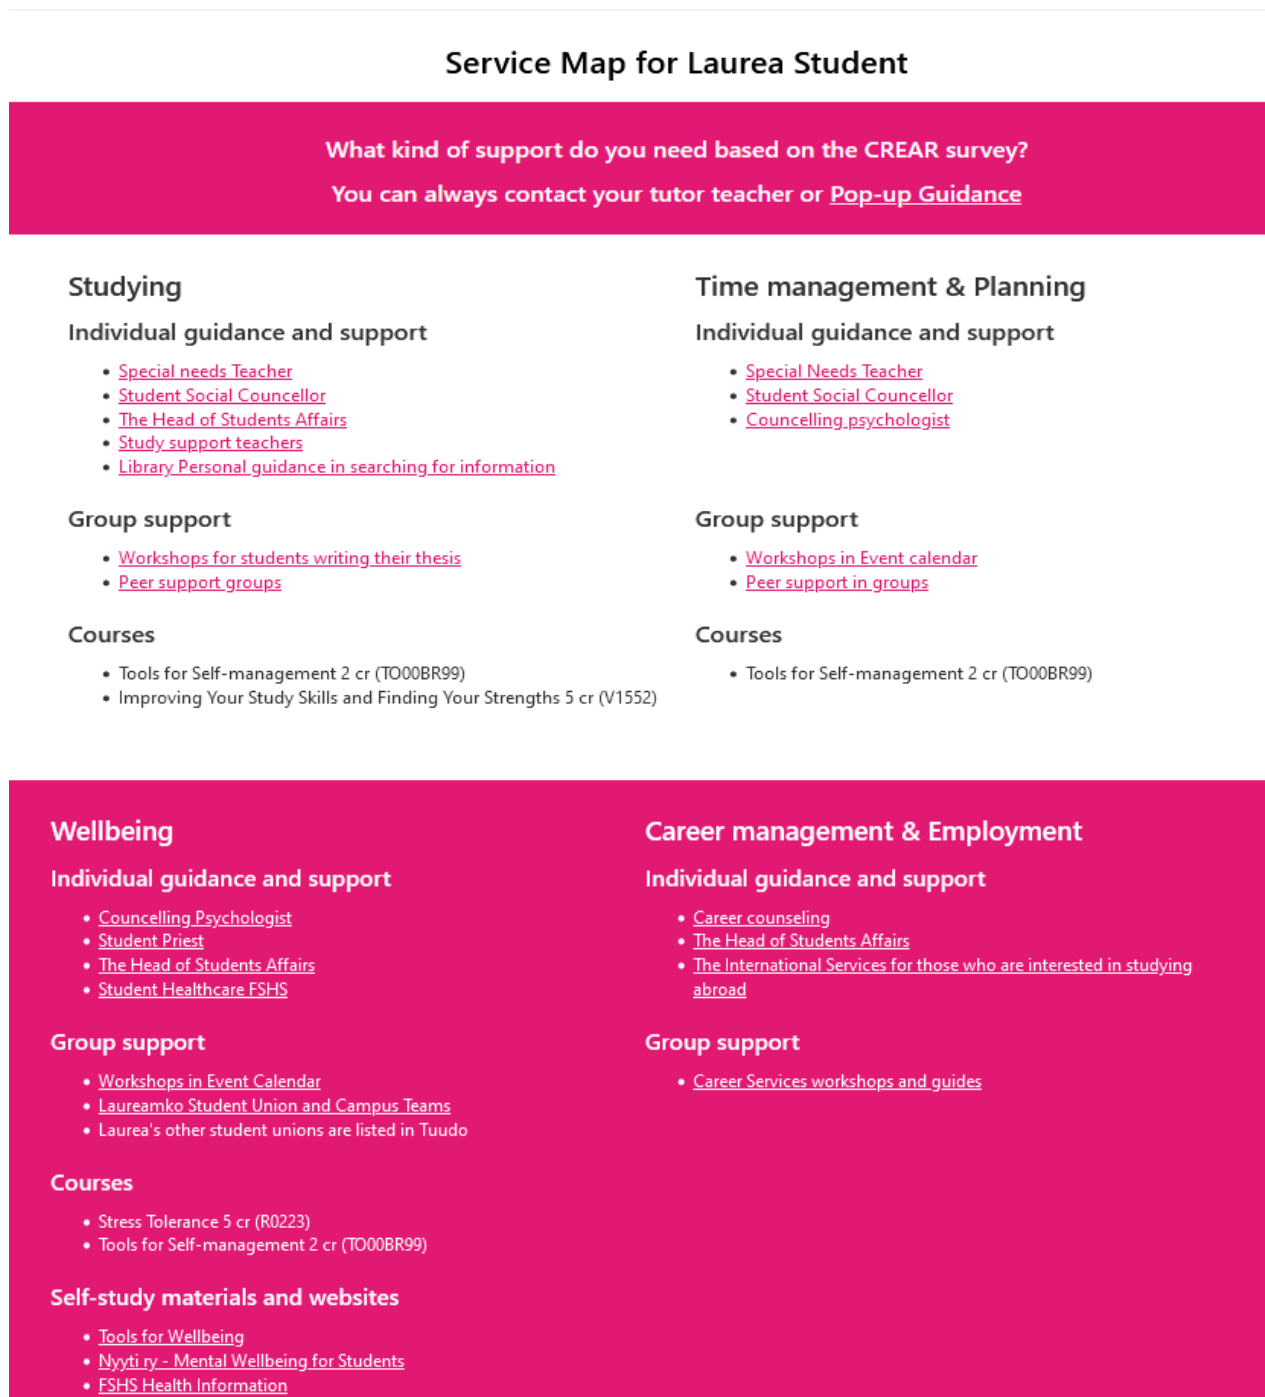 Service Map for Laurea Student
What kind of support do you need based on the CREAR survey?
You can always contact your tutor teacher or Pop-up Guidance
Studying
Individual guidance and support
• Special needs Teacher
• Student Social Councellor
• The Head of Students Affairs
• Study support teachers
• Library Personal guidance in searching for information
Group support
• Workshops for students writing their thesis
• Peer support groups
Courses
• Tools for Self-management 2 cr (TO00BR99)
• Improving Your Study Skills and Finding Your Strengths 5 cr (V1552)
Time management & Planning
Individual guidance and support
• Special Needs Teacher
• Student Social Councellor
• Councelling psychologist
Group support
• Workshops in Event calendar
• Peer support in groups
Courses
• Tools for Self-management 2 cr (TO00BR99)
Wellbeing
Individual guidance and support
• Councelling Psychologist
• Student Priest
• The Head of Students Affairs
• Student Healthcare FSHS
Group support
• Workshops in Event Calendar
• Laureamko Student Union and Campus Teams
• Laurea's other student unions are listed in Tuudo
Courses
• Stress Tolerance 5 cr (R0223)
• Tools for Self-management 2 cr (TO00BR99)
Self-study materials and websites
• Tools for Wellbeing
• Nyyti ry - Mental Wellbeing for Students
• FSHS Health Information
Career management & Employment
Individual guidance and support
• Career counseling
• The Head of Students Affairs
• The International Services for those who are interested in studying
abroad
Group support
• Career Services workshops and guides